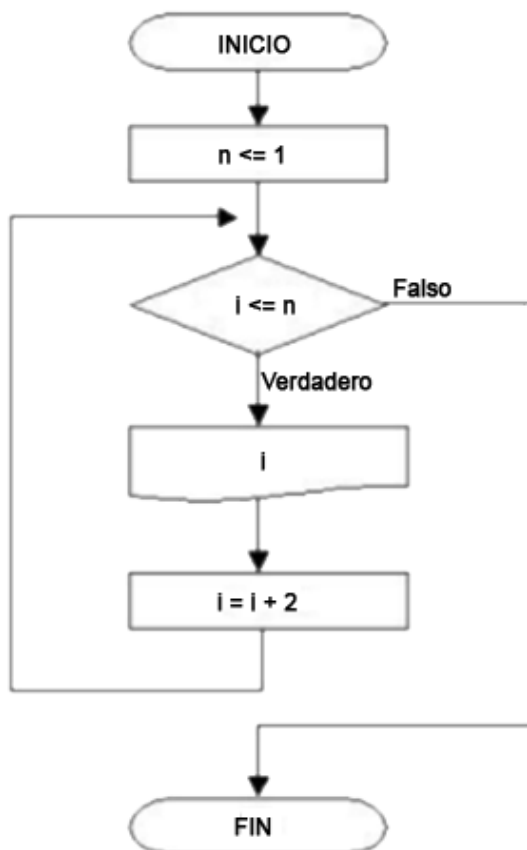 INICIO
n <= 1
i <= n
Falso
Verdadero
i
i = i + 2
FIN